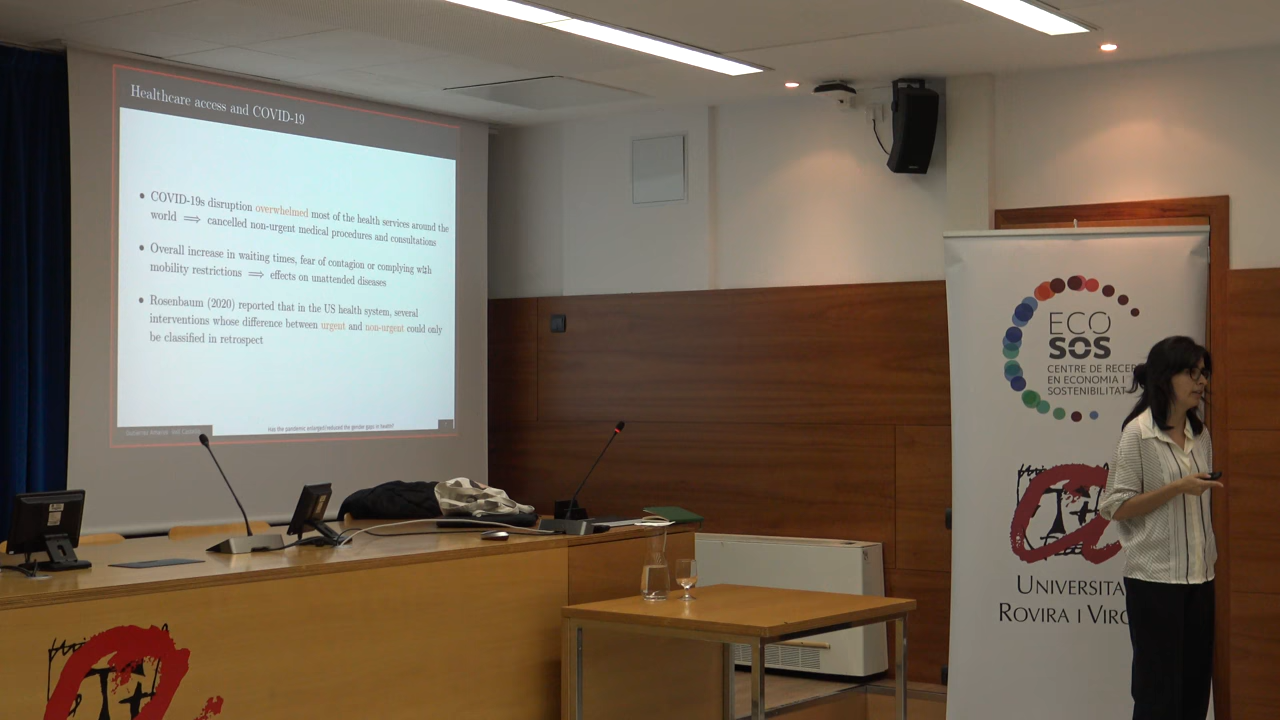 Healthcare access and COVID-19
• COVID-19s disruption overwhelmed most of the health services around the
world ⟹ cancelled non-urgent medical procedures and consultations
• Overall increase in waiting times, fear of contagion or complying with
mobility restrictions ⟹ effects on unattended diseases
• Rosenbaum (2020) reported that in the US health system, several
interventions whose difference between urgent and non-urgent could only
be classified in retrospect
Has the pandemic enlarged/reduced the gender gaps in health?
ECO
SOS
CENTRE DE RECER
EN ECONOMIA I
SOSTENIBILITAT
UNIVERSITA
ROVIRA I VIRG